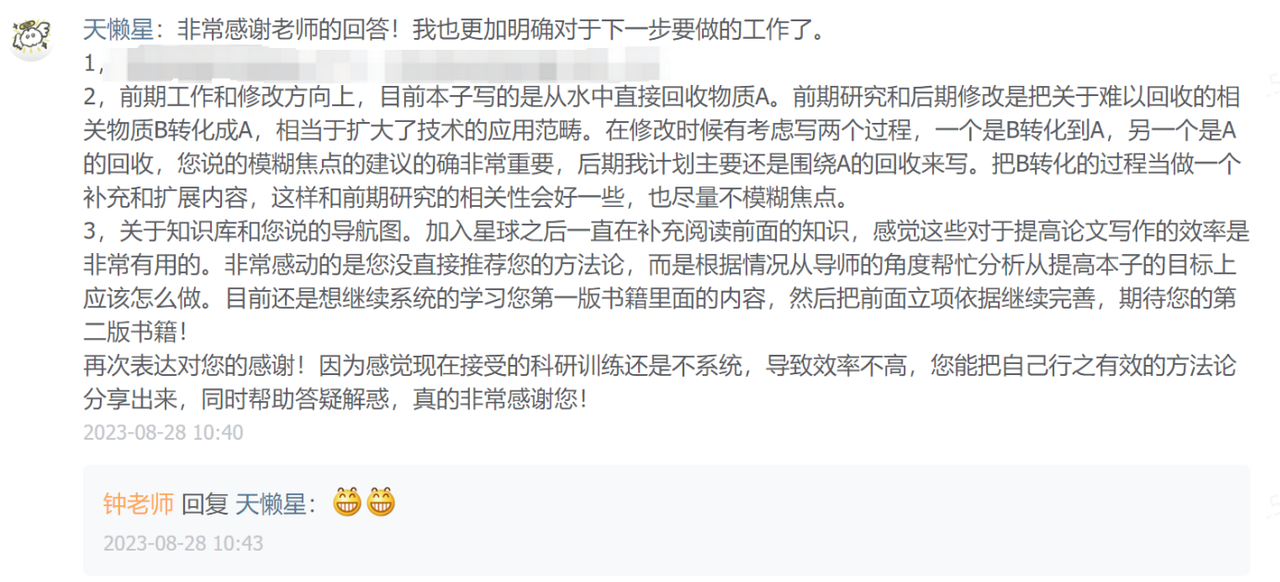 天懒星：非常感谢老师的回答！我也更加明确对于下一步要做的工作了。
1，
2，前期工作和修改方向上，目前本子写的是从水中直接回收物质A。前期研究和后期修改是把关于难以回收的相
关物质B转化成A，相当于扩大了技术的应用范畴。在修改时候有考虑写两个过程，一个是B转化到A，另一个是A
的回收，您说的模糊焦点的建议的确非常重要，后期我计划主要还是围绕A的回收来写。把B转化的过程当做一个
补充和扩展内容，这样和前期研究的相关性会好一些，也尽量不模糊焦点。
3，关于知识库和您说的导航图。加入星球之后一直在补充阅读前面的知识，感觉这些对于提高论文写作的效率是
非常有用的。非常感动的是您没直接推荐您的方法论，而是根据情况从导师的角度帮忙分析从提高本子的目标上
应该怎么做。目前还是想继续系统的学习您第一版书籍里面的内容，然后把前面立项依据继续完善，期待您的第
二版书籍！
再次表达对您的感谢！因为感觉现在接受的科研训练还是不系统，导致效率不高，您能把自己行之有效的方法论
分享出来，同时帮助答疑解惑，真的非常感谢您！
2023-08-28 10:40
钟老师 回复 天懒星：😁😁
2023-08-28 10:43